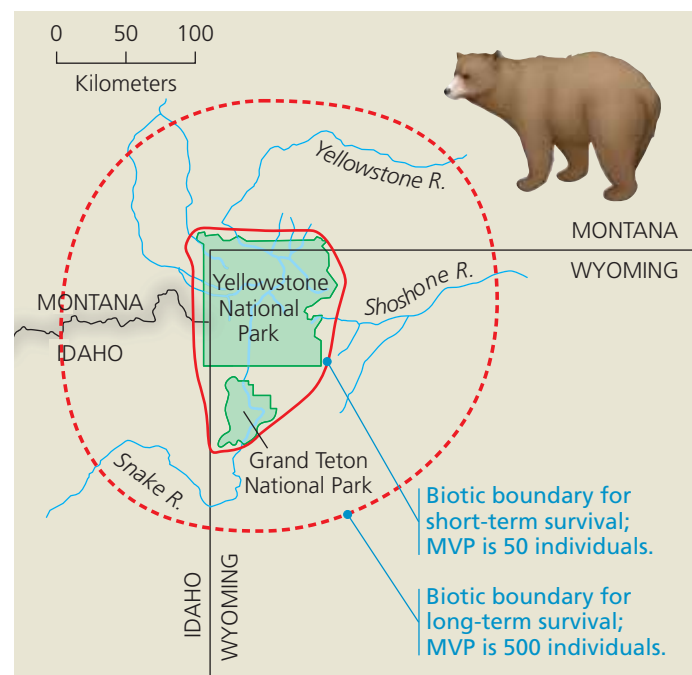 0 50 100
Kilometers
Yellowstone R.
MONTANA
WYOMING
Shoshone R.
Yellowstone
National
Park
MONTANA
IDAHO
Grand Teton
National Park
Snake R.
Biotic boundary for
short-term survival;
MVP is 50 individuals.
IDAHO
WYOMING
Biotic boundary for
long-term survival;
MVP is 500 individuals.